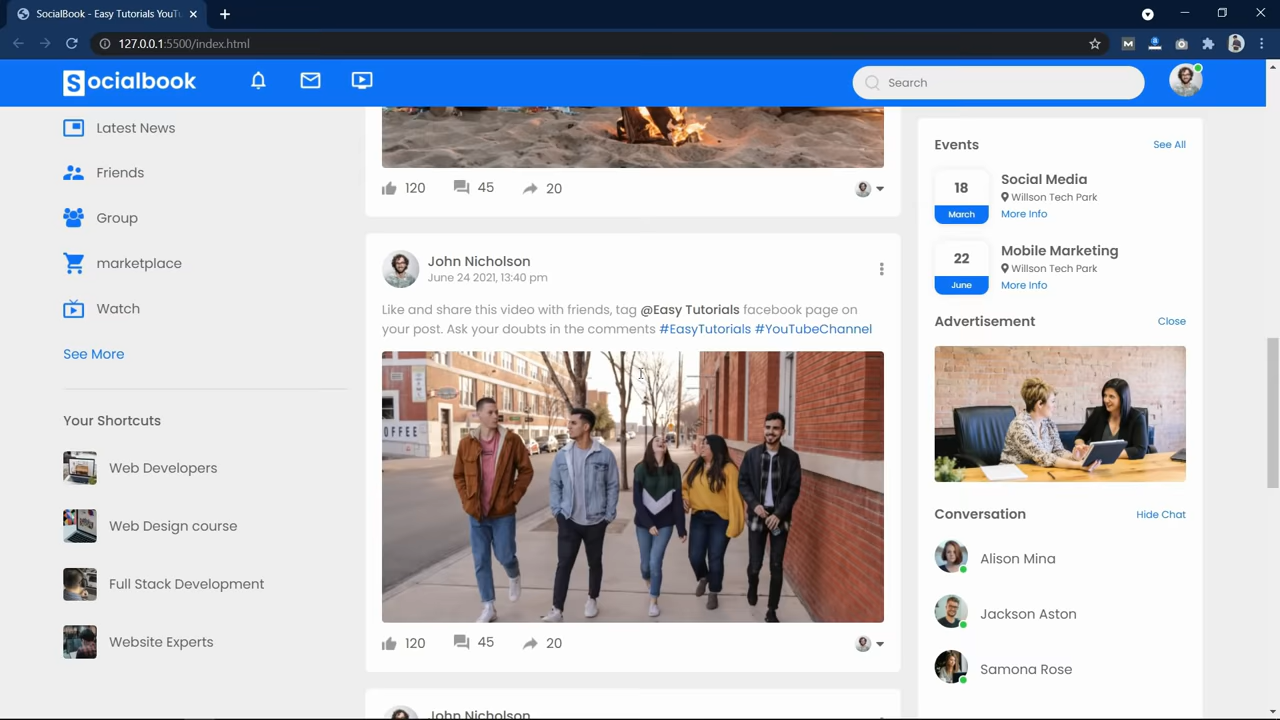 SocialBook - Easy Tutorials YouTu
127.0.0.1:5500/index.html
Socialbook
Search
Latest News
Friends
Group
marketplace
Watch
See More
Your Shortcuts
Web Developers
Web Design course
Full Stack Development
Website Experts
120 45 20
John Nicholson
June 24 2021, 13:40 pm
Like and share this video with friends, tag @Easy Tutorials facebook page on
your post. Ask your doubts in the comments #EasyTutorials #YouTubeChannel
OFFEE
120 45 20
John Nicholson
Events See All
18
March
Social Media
Willson Tech Park
More Info
22
June
Mobile Marketing
Willson Tech Park
More Info
Advertisement Close
Conversation Hide Chat
Alison Mina
Jackson Aston
Samona Rose